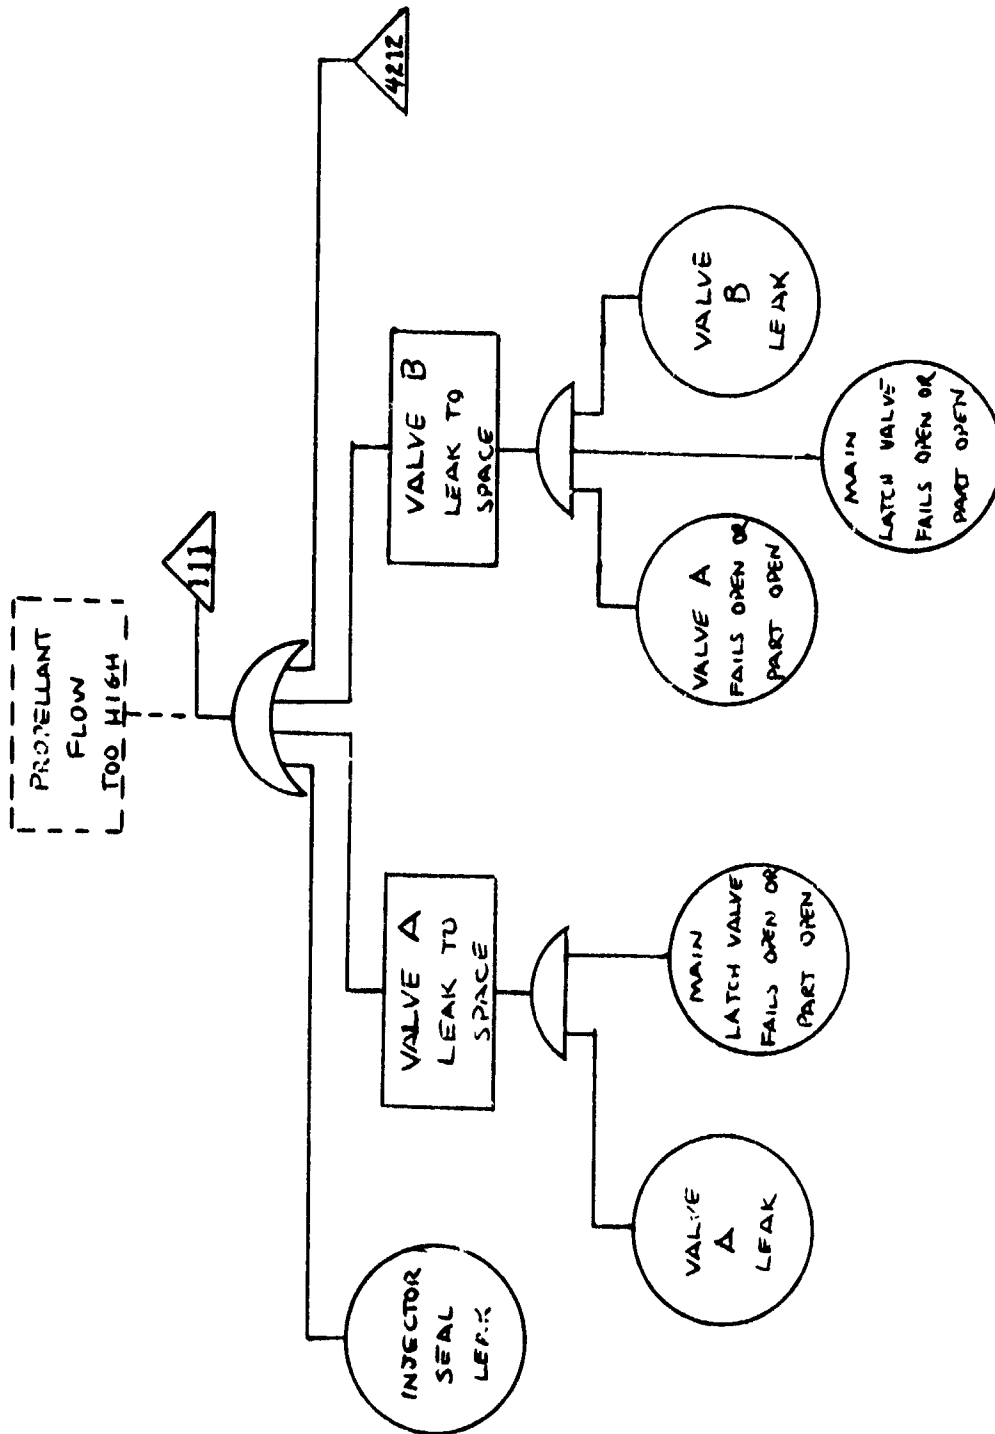 PROPELLANT
FLOW
TOO HIGH
111
4212
INJECTOR
SEAL
LEAK
VALVE A
LEAK TO
SPACE
VALVE B
LEAK TO
SPACE
VALVE
A
LEAK
MAIN
LATCH VALVE
FAILS OPEN OR
PART OPEN
VALVE A
FAILS OPEN OR
PART OPEN
MAIN
LATCH VALVE
FAILS OPEN OR
PART OPEN
VALVE
B
LEAK